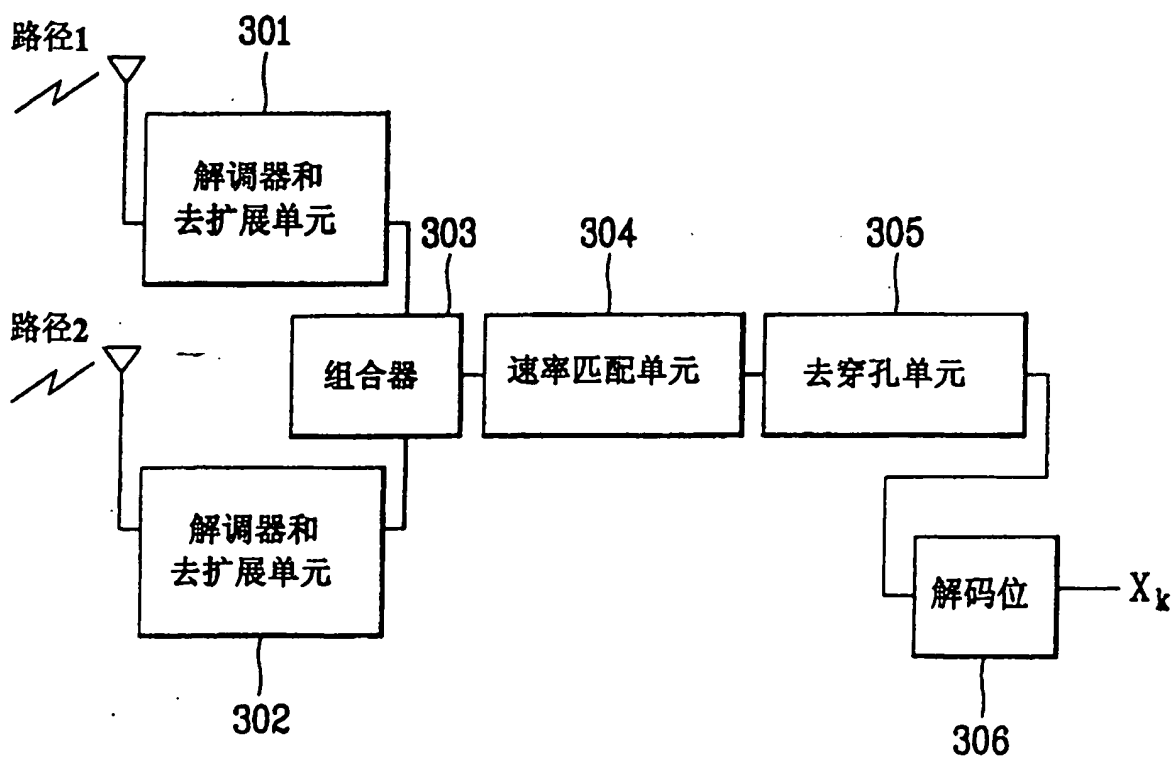 路径1
301
解调器和
去扩展单元
303
304
305
路径2
组合器
速率匹配单元
去穿孔单元
解调器和
去扩展单元
302
解码位
Xk
306